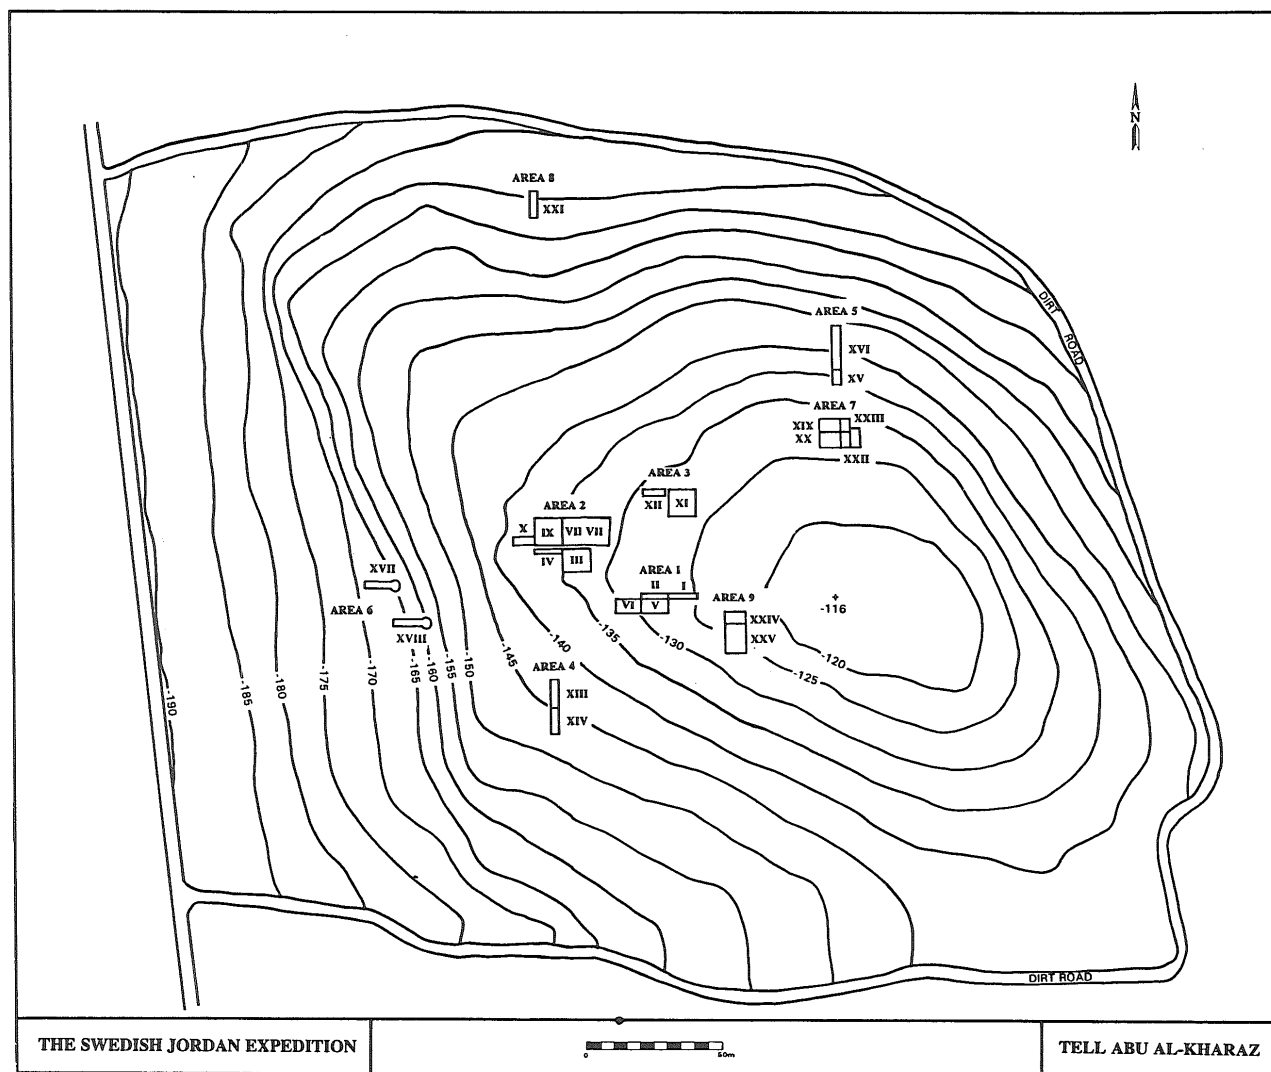 N
AREA 8
XXI
DIRT
ROAD
AREA 5
XVI
XV
AREA 7
XIX
XXIII
XX
XXII
AREA 3
XII
XI
AREA 2
X
IX
VII VII
IV
III
XVII
AREA 6
XVIII
AREA 1
II
I
VI
V
AREA 9
XXIV
XXV
+
-116
AREA 4
XIII
XIV
-190
-185
-180
-175
-170
-165
-160
-155
-150
-145
-140
-135
-130
-125
-120
DIRT ROAD
THE SWEDISH JORDAN EXPEDITION
0
50m
TELL ABU AL-KHARAZ